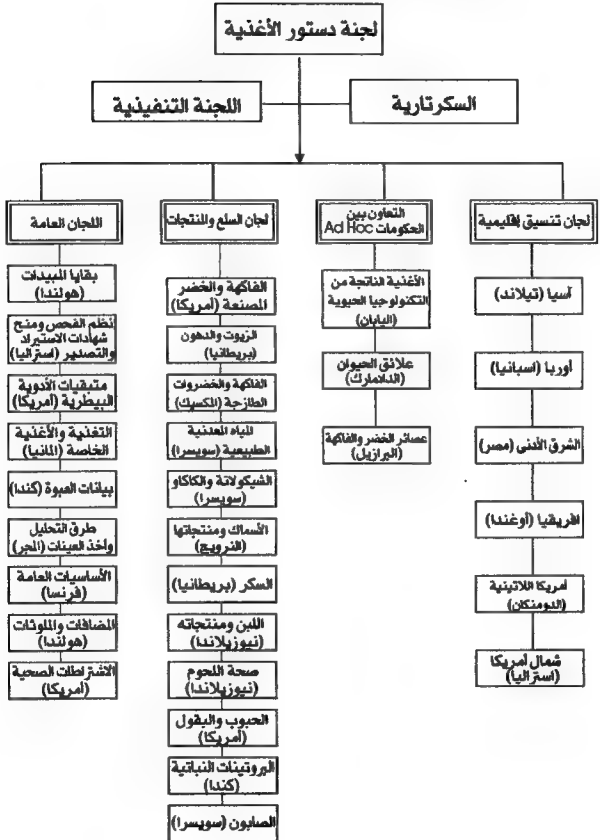 لجنة دستور الأغذية
السكرتارية
اللجنة التنفيذية
لجان تنسيق إقليمية
آسيا (تيلاند)
أوربا (اسبانيا)
الشرق الأدنى (مصر)
افريقيا (أوغندا)
أمريكا اللاتينية
(الدومنكان)
شمال أمريكا
(استراليا)
التعاون بين
الحكومات Ad Hoc
الأغذية الناتجة من
التكنولوجيا الحيوية
(اليابان)
علائق الحيوان
(الدانمارك)
عصائر الخضر والفاكهة
(البرازيل)
لجان السلع والمنتجات
الفاكهة والخضر
المصنعة (أمريكا)
الزيوت والدهون
(بريطانيا)
الفاكهة والخضروات
الطازجة (المكسيك)
المياه المعدنية
الطبيعية (سويسرا)
الشيكولاتة والكاكاو
(سويسرا)
الأسماك ومنتجاتها
(النرويج)
السكر (بريطانيا)
اللبن ومنتجاته
(نيوزيلاندا)
صحة اللحوم
(نيوزيلاندا)
الحبوب والبقول
(أمريكا)
البروتينات النباتية
(كندا)
الصابون (سويسرا)
اللجان العامة
بقايا المبيدات
(هولندا)
نظم الفحص ومنح
شهادات الاستيراد
والتصدير (استراليا)
متبقيات الأدوية
البيطرية (أمريكا)
التغذية والأغذية
الخاصة (المانيا)
بيانات العبوة (كندا)
طرق التحليل
وأخذ العينات (المجر)
الأساسيات العامة
(فرنسا)
المضافات والملوثات
(هولندا)
الاشتراطات الصحية
(أمريكا)